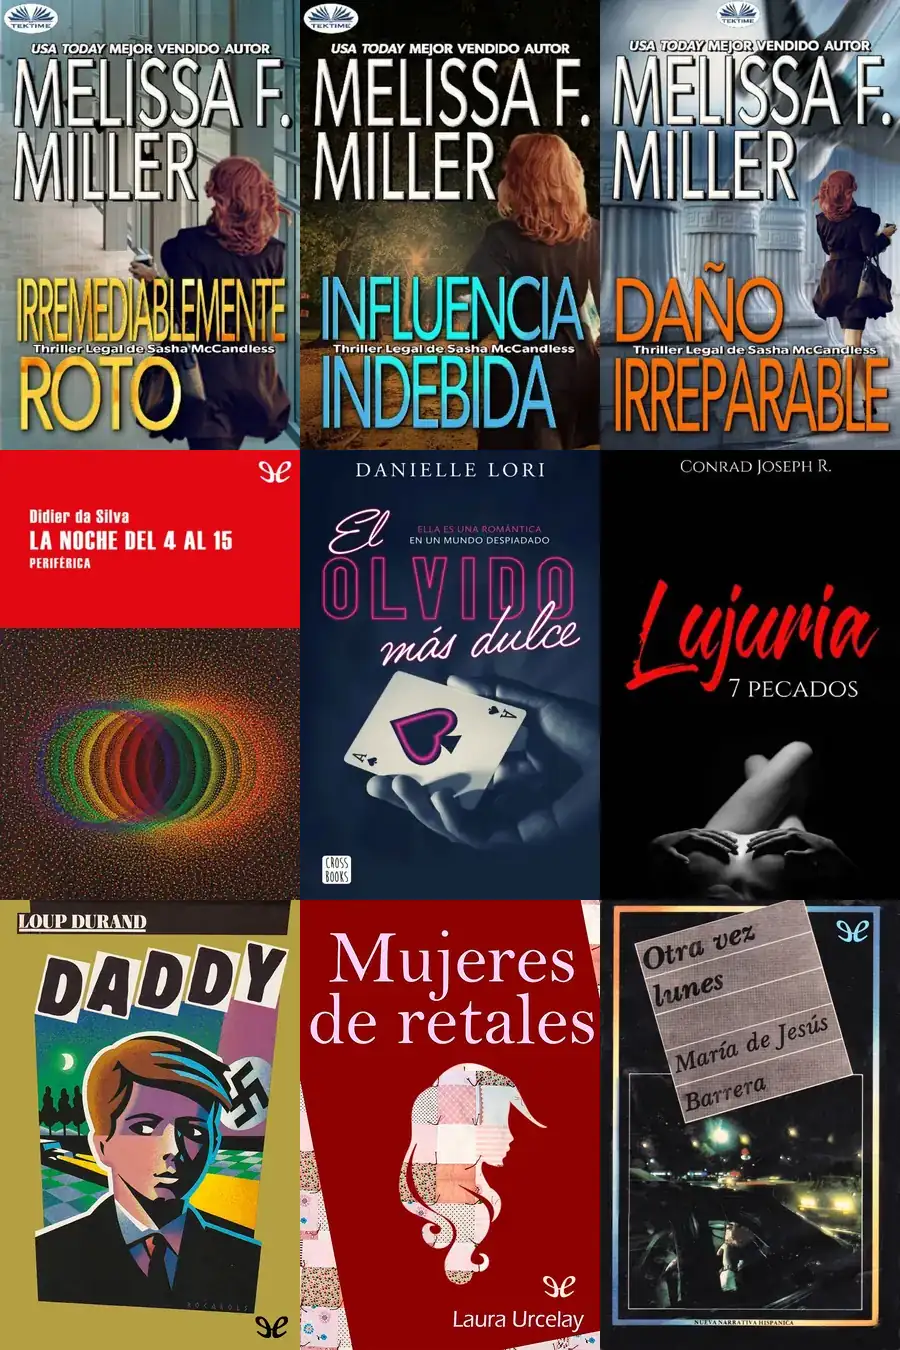 TEKTIME
USA TODAY MEJOR VENDIDO AUTOR
MELISSA F.
MILLER
IRREMEDIABLEMENTE
Thriller Legal de Sasha McCandless
ROTO
TEKTIME
USA TODAY MEJOR VENDIDO AUTOR
MELISSA F.
MILLER
INFLUENCIA
Thriller Legal de Sasha McCandless
INDEBIDA
TEKTIME
USA TODAY MEJOR VENDIDO AUTOR
MELISSA F.
MILLER
DAÑO
Thriller Legal de Sasha McCandless
IRREPARABLE
Didier da Silva
LA NOCHE DEL 4 AL 15
PERIFÉRICA
DANIELLE LORI
El
ELLA ES UNA ROMÁNTICA
EN UN MUNDO DESPIADADO
OLVIDO
más dulce
A
A
CROSS
BOOKS
CONRAD JOSEPH R.
Lujuria
7 PECADOS
LOUP DURAND
DADDY
ROCAROLS
Mujeres
de retales
Laura Urcelay
Otra vez
lunes
María de Jesús
Barrera
NUEVA NARRATIVA HISPANICA